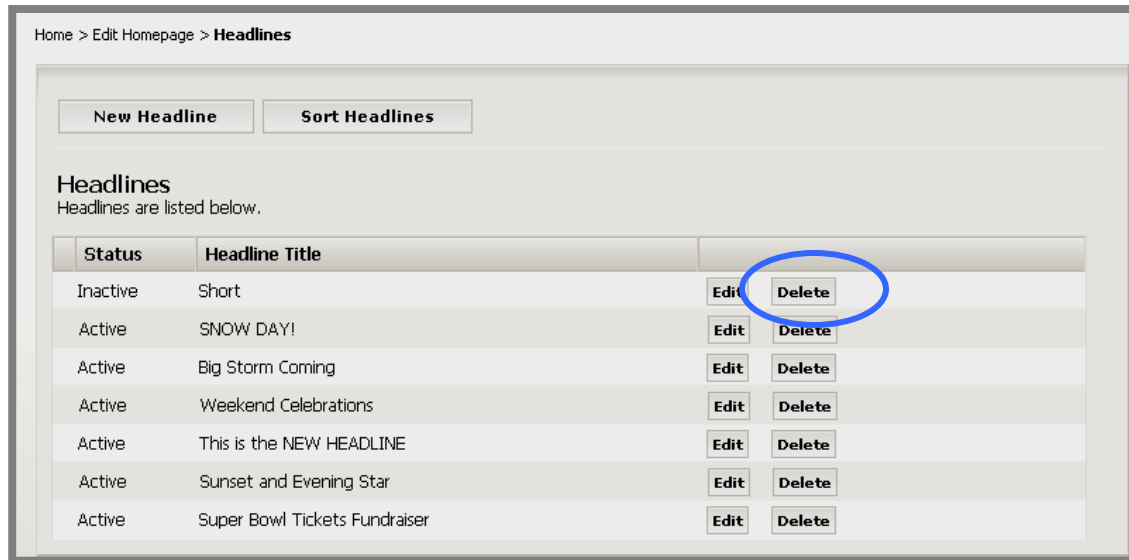 Home > Edit Homepage > Headlines
New Headline Sort Headlines
Headlines
Headlines are listed below.
Status Headline Title
Inactive Short Edit Delete
Active SNOW DAY! Edit Delete
Active Big Storm Coming Edit Delete
Active Weekend Celebrations Edit Delete
Active This is the NEW HEADLINE Edit Delete
Active Sunset and Evening Star Edit Delete
Active Super Bowl Tickets Fundraiser Edit Delete